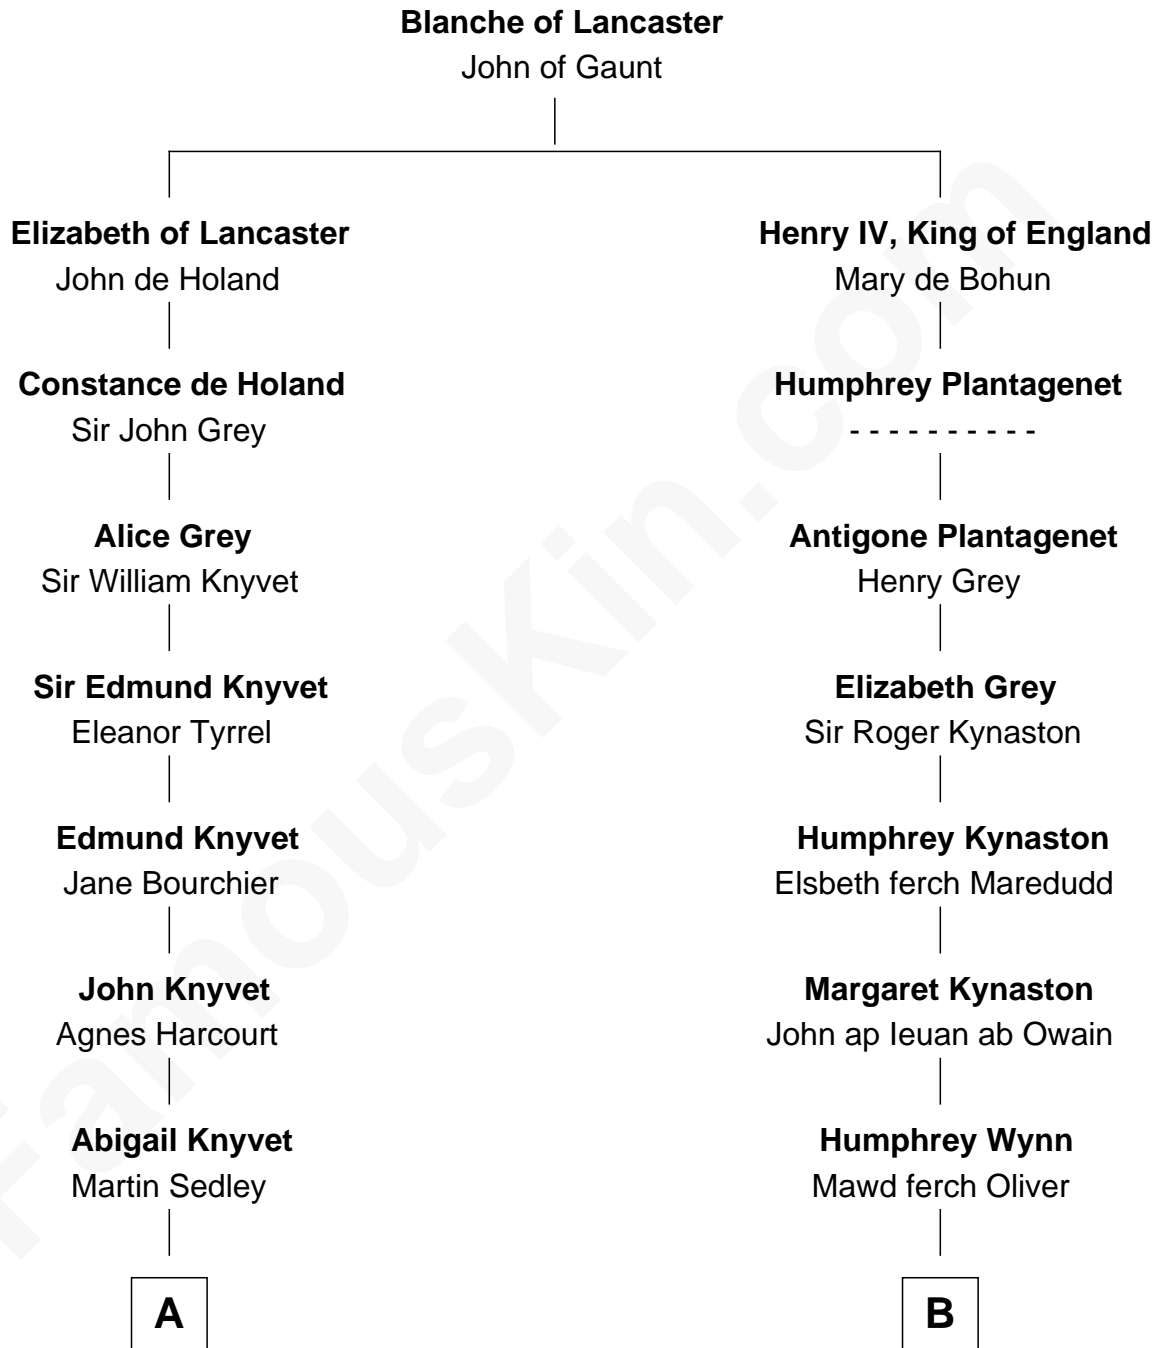 Blanche of Lancaster
John of Gaunt
Elizabeth of Lancaster
John de Holand
Constance de Holand
Sir John Grey
Alice Grey
Sir William Knyvet
Sir Edmund Knyvet
Eleanor Tyrrel
Edmund Knyvet
Jane Bourchier
John Knyvet
Agnes Harcourt
Abigail Knyvet
Martin Sedley
A
Henry IV, King of England
Mary de Bohun
Humphrey Plantagenet
- - - - - - - - - -
Antigone Plantagenet
Henry Grey
Elizabeth Grey
Sir Roger Kynaston
Humphrey Kynaston
Elsbeth ferch Maredudd
Margaret Kynaston
John ap Ieuan ab Owain
Humphrey Wynn
Mawd ferch Oliver
B
FamousKin.com